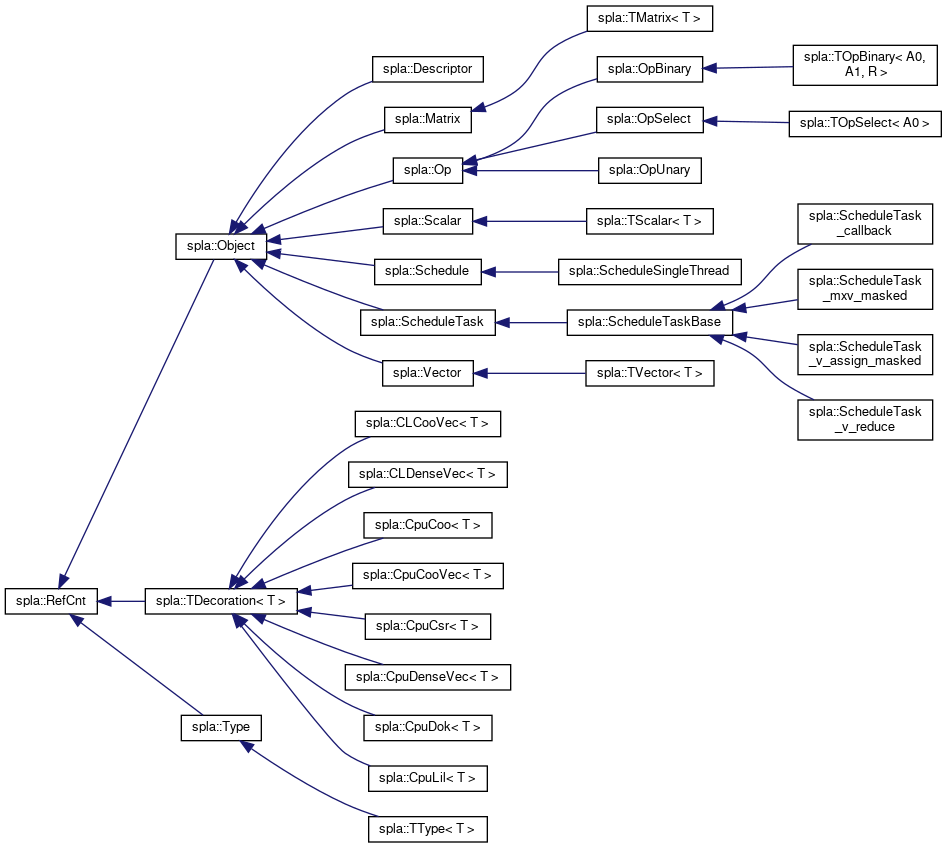 spla::TMatrix< T >
spla::Descriptor
spla::OpBinary
spla::TOpBinary< A0,
A1, R >
spla::Matrix
spla::OpSelect
spla::TOpSelect< A0 >
spla::Op
spla::OpUnary
spla::Scalar
spla::TScalar< T >
spla::ScheduleTask
_callback
spla::Object
spla::Schedule
spla::ScheduleSingleThread
spla::ScheduleTask
_mxv_masked
spla::ScheduleTask
spla::ScheduleTaskBase
spla::ScheduleTask
_v_assign_masked
spla::Vector
spla::TVector< T >
spla::ScheduleTask
_v_reduce
spla::CLCooVec< T >
spla::CLDenseVec< T >
spla::CpuCoo< T >
spla::CpuCooVec< T >
spla::RefCnt
spla::TDecoration< T >
spla::CpuCsr< T >
spla::CpuDenseVec< T >
spla::Type
spla::CpuDok< T >
spla::CpuLil< T >
spla::TType< T >